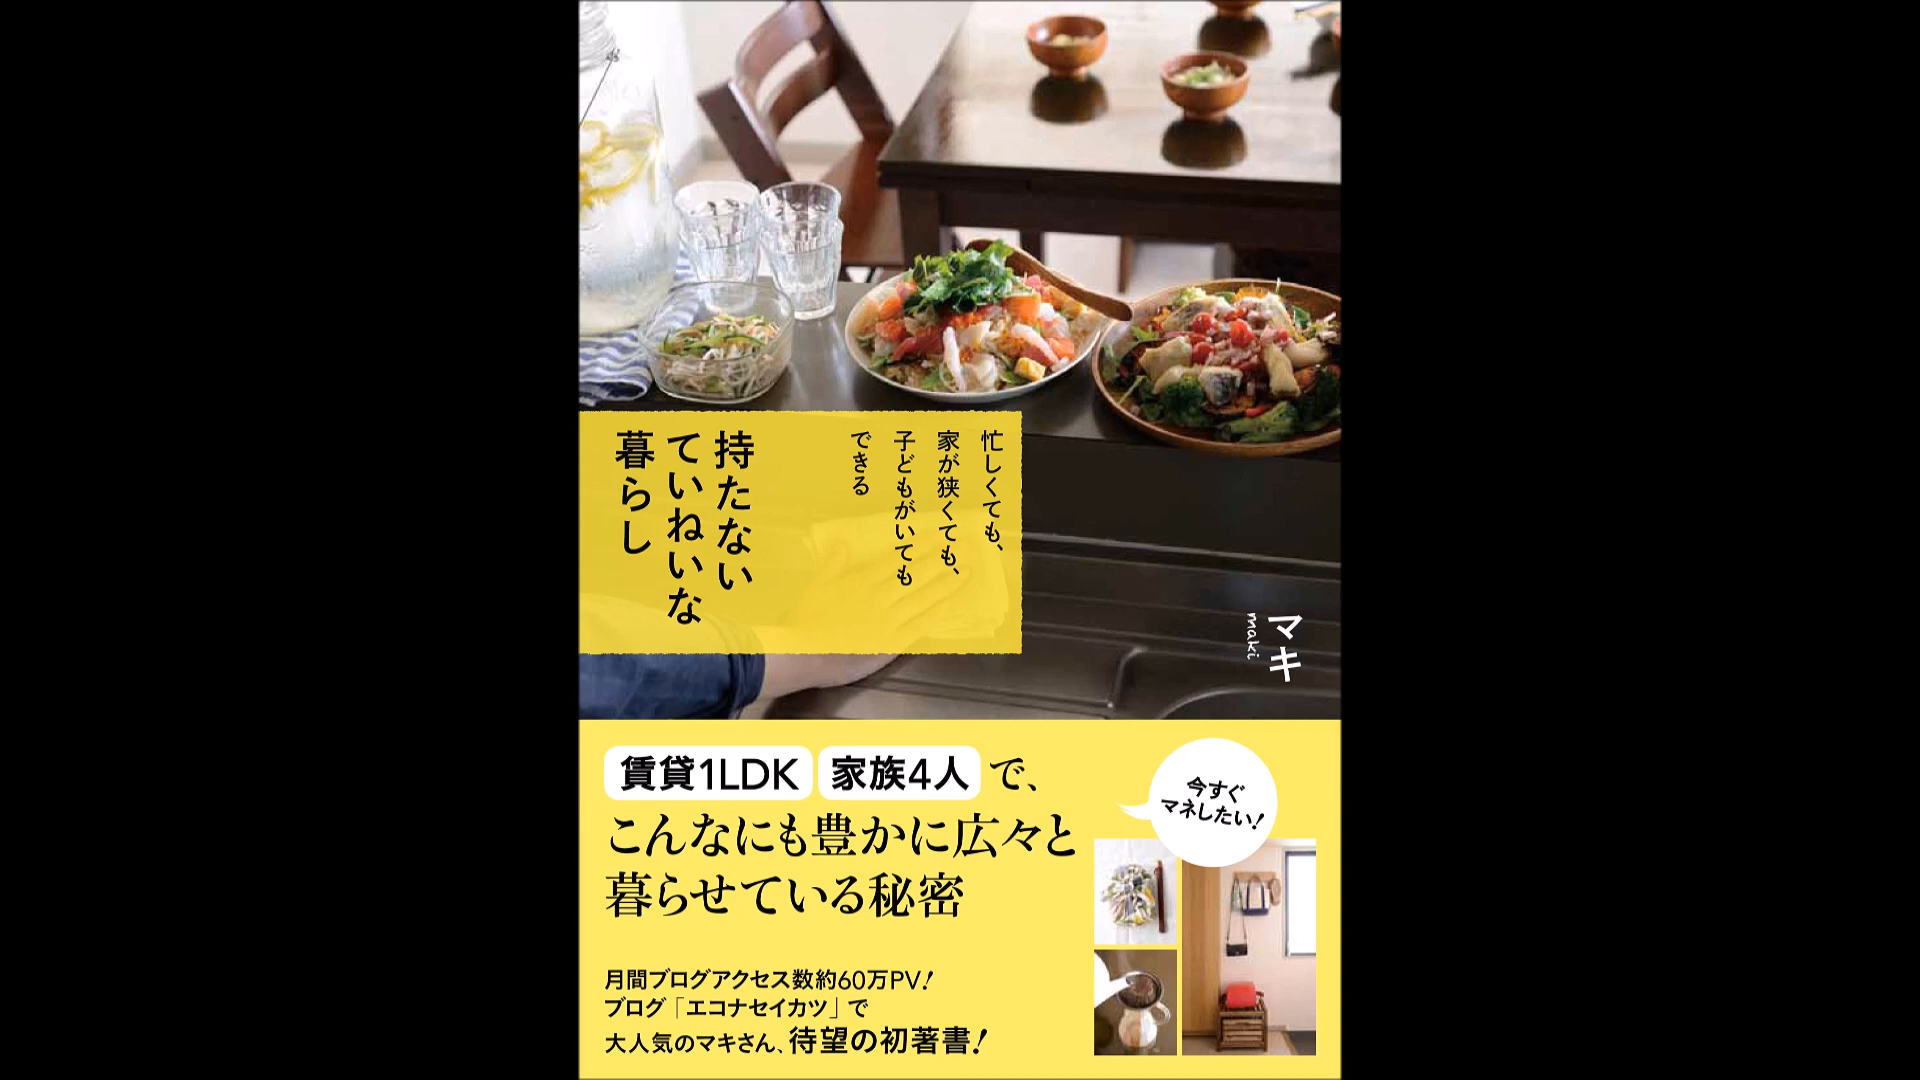 忙しくても、
家が狭くても、
子どもがいても
できる
持たない
ていねいな
暮らし
マキ
maki
賃貸1LDK 家族4人で、
こんなにも豊かに広々と
暮らせている秘密
今すぐ
マネしたい!
月間ブログアクセス数約60万PV!
ブログ「エコナセイカツ」で
大人気のマキさん、待望の初著書!